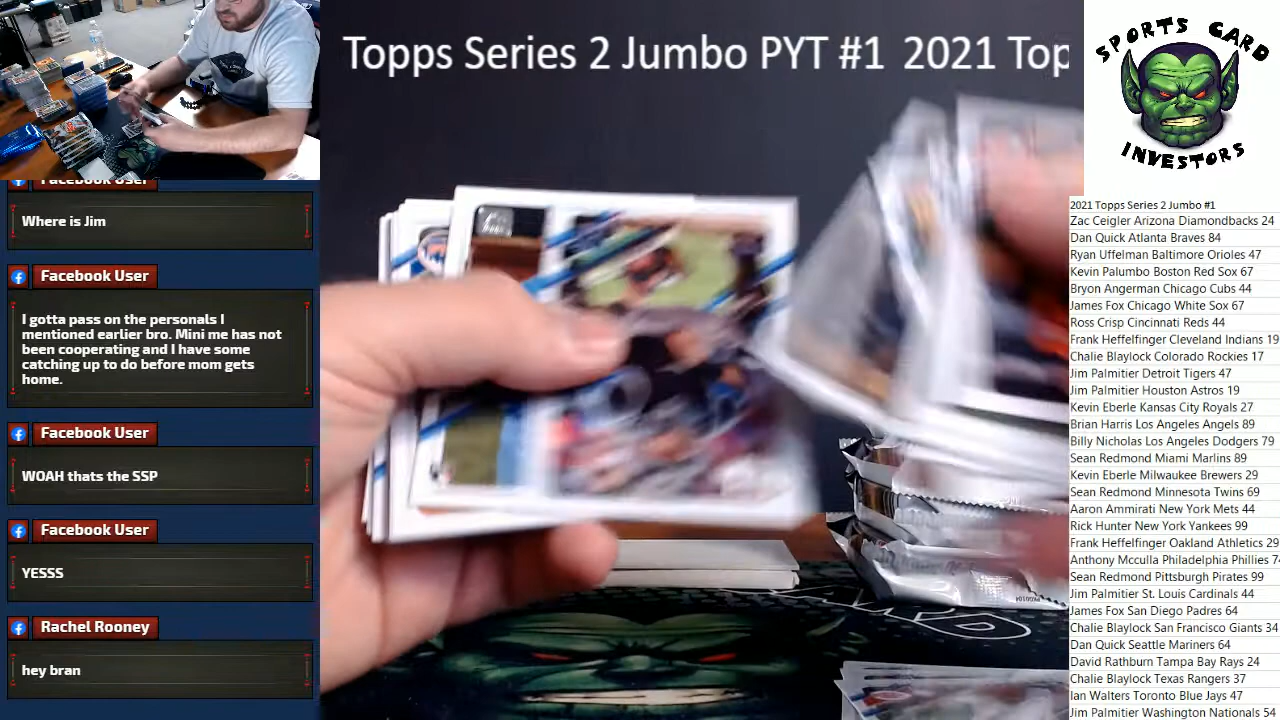 Topps Series 2 Jumbo PYT #1 2021 Top
SPORTS CARD
INVESTORS
Facebook User
Where is Jim
Facebook User
I gotta pass on the personals I
mentioned earlier bro. Mini me has not
been cooperating and I have some
catching up to do before mom gets
home.
Facebook User
WOAH thats the SSP
Facebook User
YESSS
Rachel Rooney
hey bran
2021 Topps Series 2 Jumbo #1
Zac Ceigler Arizona Diamondbacks 24
Dan Quick Atlanta Braves 84
Ryan Uffelman Baltimore Orioles 47
Kevin Palumbo Boston Red Sox 67
Bryon Angerman Chicago Cubs 44
James Fox Chicago White Sox 67
Ross Crisp Cincinnati Reds 44
Frank Heffelfinger Cleveland Indians 19
Chalie Blaylock Colorado Rockies 17
Jim Palmitier Detroit Tigers 47
Jim Palmitier Houston Astros 19
Kevin Eberle Kansas City Royals 27
Brian Harris Los Angeles Angels 89
Billy Nicholas Los Angeles Dodgers 79
Sean Redmond Miami Marlins 89
Kevin Eberle Milwaukee Brewers 29
Sean Redmond Minnesota Twins 69
Aaron Ammirati New York Mets 44
Rick Hunter New York Yankees 99
Frank Heffelfinger Oakland Athletics 29
Anthony Mcculla Philadelphia Phillies 74
Sean Redmond Pittsburgh Pirates 99
Jim Palmitier St. Louis Cardinals 44
James Fox San Diego Padres 64
Chalie Blaylock San Francisco Giants 34
Dan Quick Seattle Mariners 64
David Rathburn Tampa Bay Rays 24
Chalie Blaylock Texas Rangers 37
Ian Walters Toronto Blue Jays 47
Jim Palmitier Washington Nationals 54